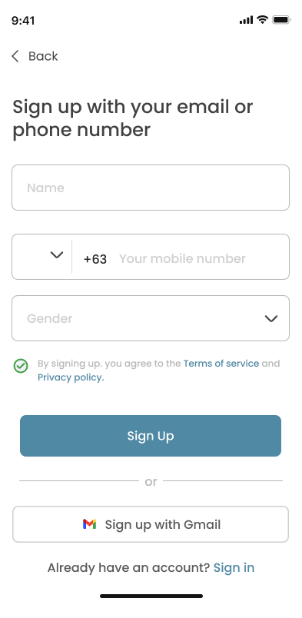 9:41
Back
Sign up with your email or
phone number
Name
+63 Your mobile number
Gender
By signing up. you agree to the Terms of service and
Privacy policy.
Sign Up
or
Sign up with Gmail
Already have an account? Sign in